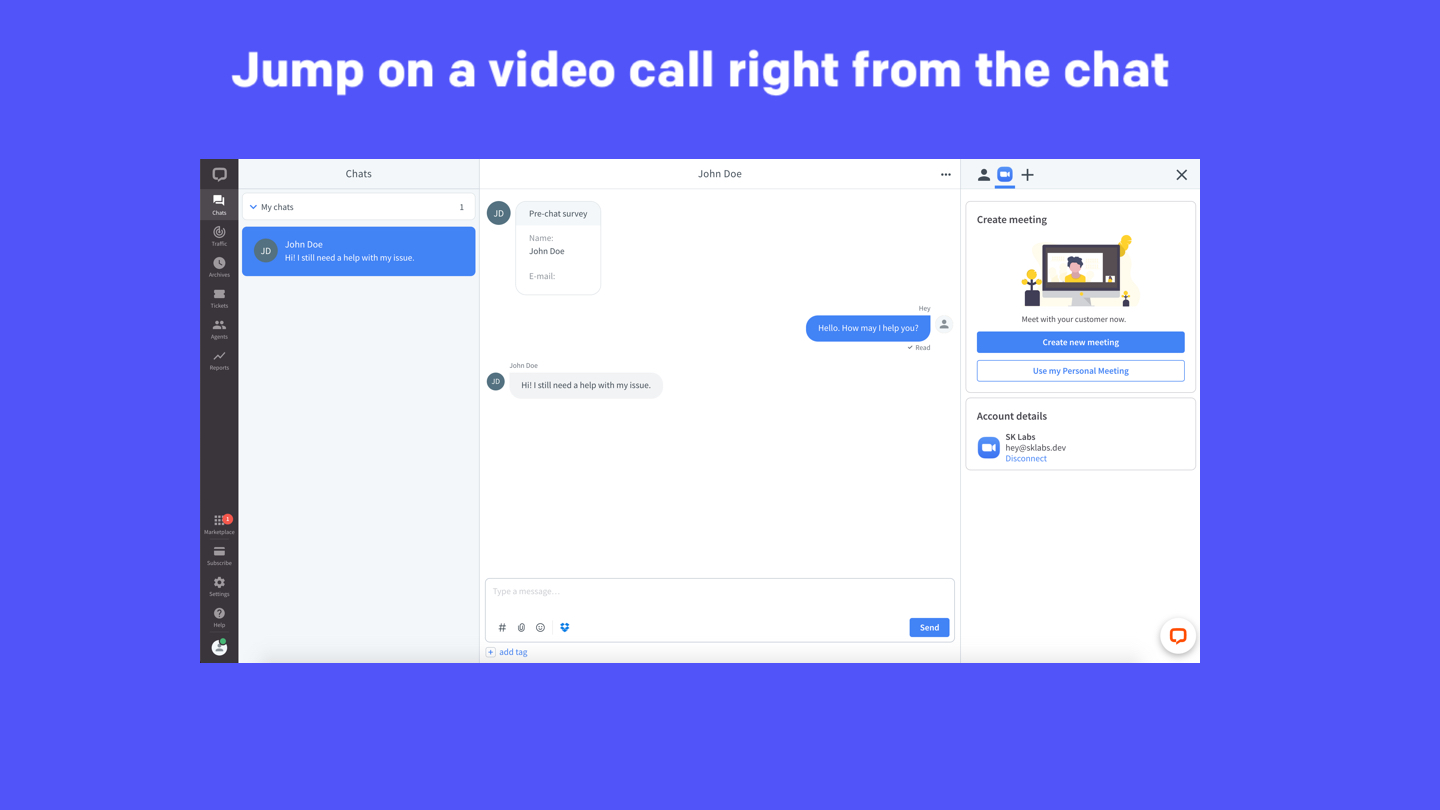 Jump on a video call right from the chat
Chats
Traffic
Archives
Tickets
Agents
Reports
1
Marketplace
Subscribe
Settings
Help
Chats
My chats 1
JD
John Doe
Hi! I still need a help with my issue.
John Doe
JD
Pre-chat survey
Name:
John Doe
E-mail:
Hey
Hello. How may I help you?
Read
John Doe
JD
Hi! I still need a help with my issue.
Type a message...
Send
add tag
Create meeting
Meet with your customer now.
Create new meeting
Use my Personal Meeting
Account details
SK Labs
hey@sklabs.dev
Disconnect